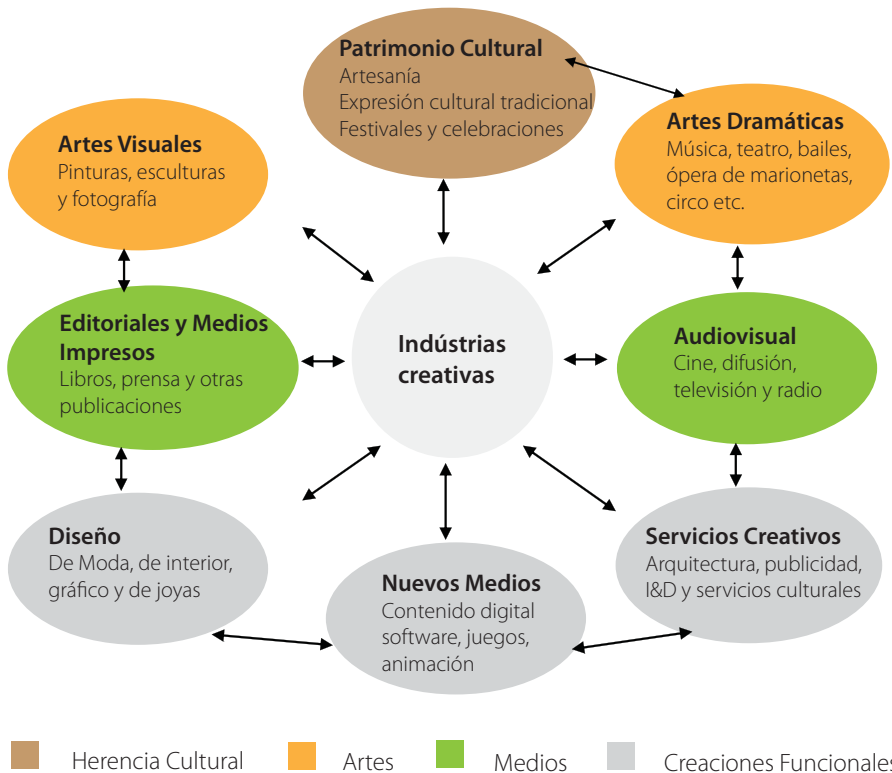 Patrimonio Cultural
Artesanía
Expresión cultural tradicional
Festivales y celebraciones
Artes Visuales
Pinturas, esculturas
y fotografía
Artes Dramáticas
Música, teatro, bailes,
ópera de marionetas,
circo etc.
Editoriales y Medios
Impresos
Libros, prensa y otras
publicaciones
Indústrias
creativas
Audiovisual
Cine, difusión,
televisión y radio
Diseño
De Moda, de interior,
gráfico y de joyas
Nuevos Medios
Contenido digital
software, juegos,
animación
Servicios Creativos
Arquitectura, publicidad,
I&D y servicios culturales
Herencia Cultural
Artes
Medios
Creaciones Funcionales